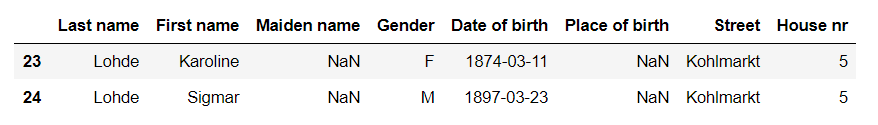 Last name First name Maiden name Gender Date of birth Place of birth Street House nr
23 Lohde Karoline NaN F 1874-03-11 NaN Kohlmarkt 5
24 Lohde Sigmar NaN M 1897-03-23 NaN Kohlmarkt 5